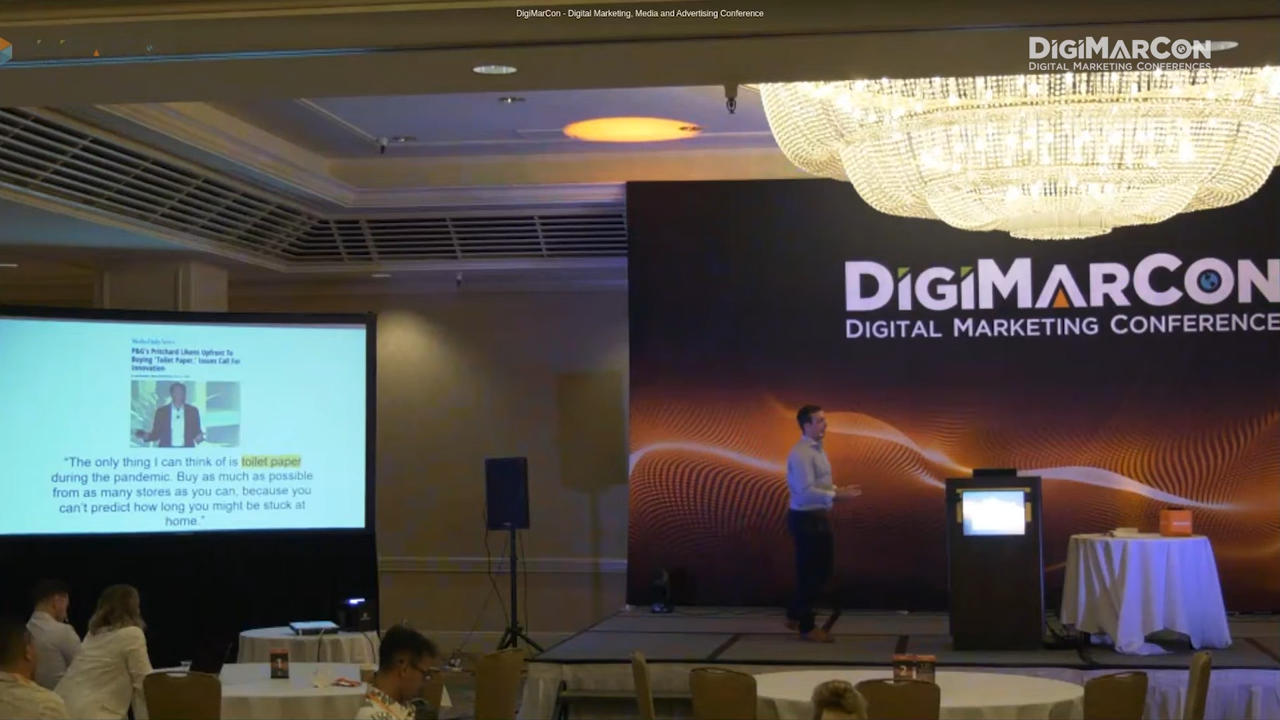 DigiMarCon - Digital Marketing, Media and Advertising Conference
DIGIMARCON
DIGITAL MARKETING CONFERENCES
DIGIMARCON
DIGITAL MARKETING CONFERENCE
MediaDailyNews
P&G's Pritchard Likens Upfront To
Buying 'Toilet Paper,' Issues Call For
Innovation
"The only thing I can think of is toilet paper
during the pandemic. Buy as much as possible
from as many stores as you can, because you
can't predict how long you might be stuck at
home."
2